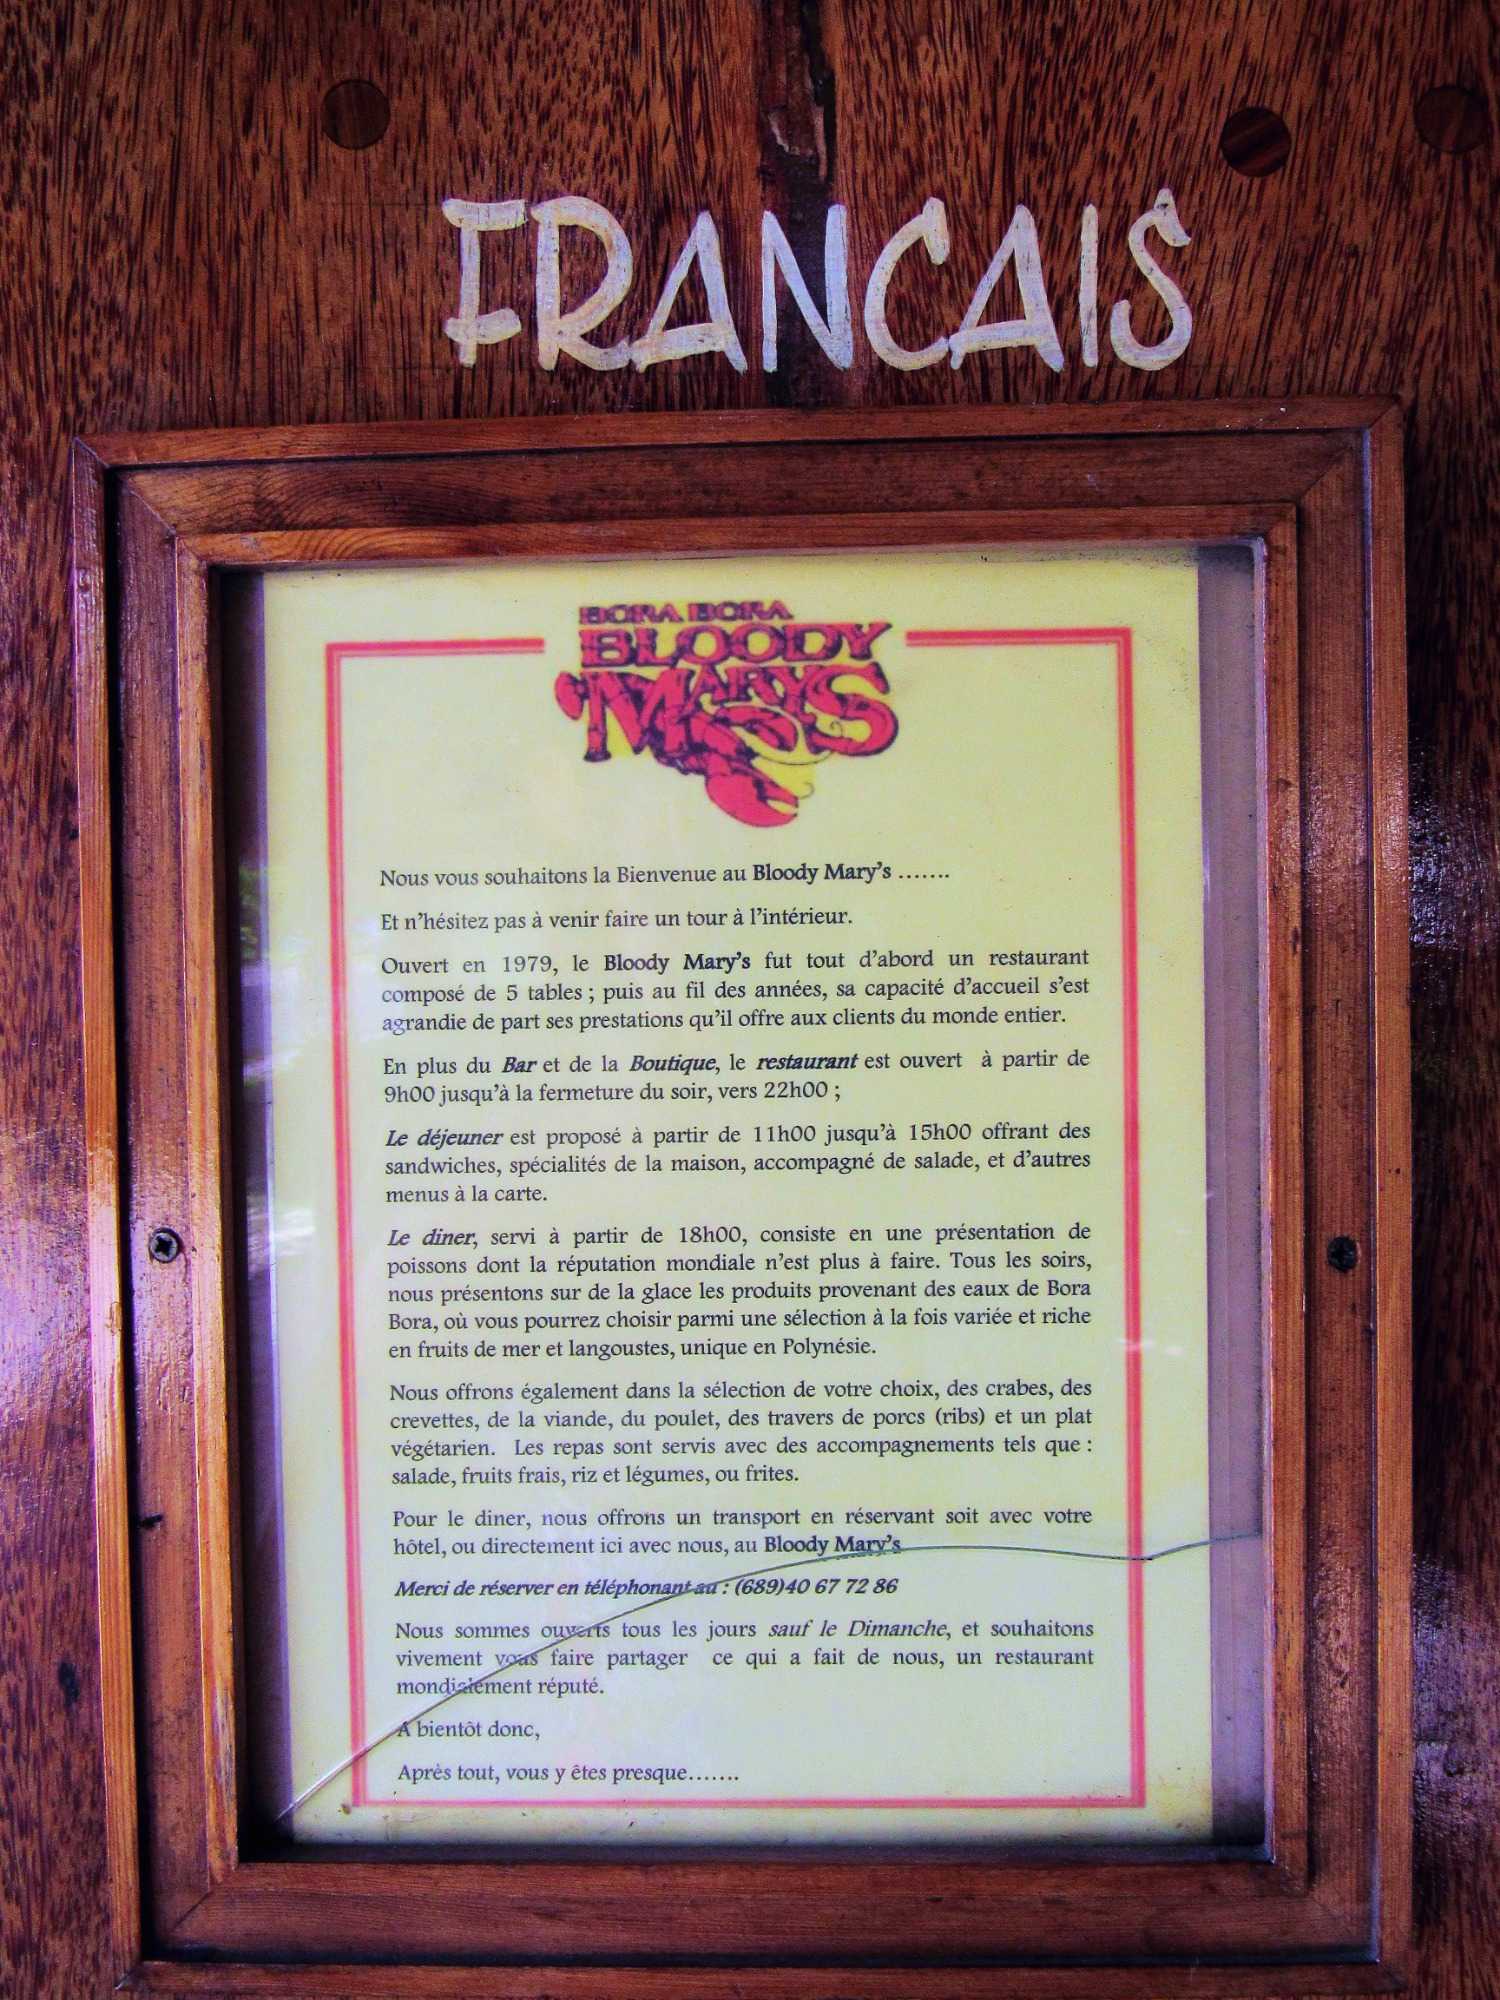 FRANCAIS
BORA BORA
BLOODY
MARY'S
Nous vous souhaitons la Bienvenue au Bloody Mary's …….
Et n'hésitez pas à venir faire un tour à l'intérieur.
Ouvert en 1979, le Bloody Mary's fut tout d'abord un restaurant
composé de 5 tables ; puis au fil des années, sa capacité d'accueil s'est
agrandie de part ses prestations qu'il offre aux clients du monde entier.
En plus du Bar et de la Boutique, le restaurant est ouvert à partir de
9h00 jusqu'à la fermeture du soir, vers 22h00 ;
Le déjeuner est proposé à partir de 11h00 jusqu'à 15h00 offrant des
sandwiches, spécialités de la maison, accompagné de salade, et d'autres
menus à la carte.
Le diner, servi à partir de 18h00, consiste en une présentation de
poissons dont la réputation mondiale n'est plus à faire. Tous les soirs,
nous présentons sur de la glace les produits provenant des eaux de Bora
Bora, où vous pourrez choisir parmi une sélection à la fois variée et riche
en fruits de mer et langoustes, unique en Polynésie.
Nous offrons également dans la sélection de votre choix, des crabes, des
crevettes, de la viande, du poulet, des travers de porcs (ribs) et un plat
végétarien. Les repas sont servis avec des accompagnements tels que :
salade, fruits frais, riz et légumes, ou frites.
Pour le diner, nous offrons un transport en réservant soit avec votre
hôtel, ou directement ici avec nous, au Bloody Mary's
Merci de réserver en téléphonant au : (689)40 67 72 86
Nous sommes ouverts tous les jours sauf le Dimanche, et souhaitons
vivement vous faire partager ce qui a fait de nous, un restaurant
mondialement réputé.
A bientôt donc,
Après tout, vous y êtes presque…….